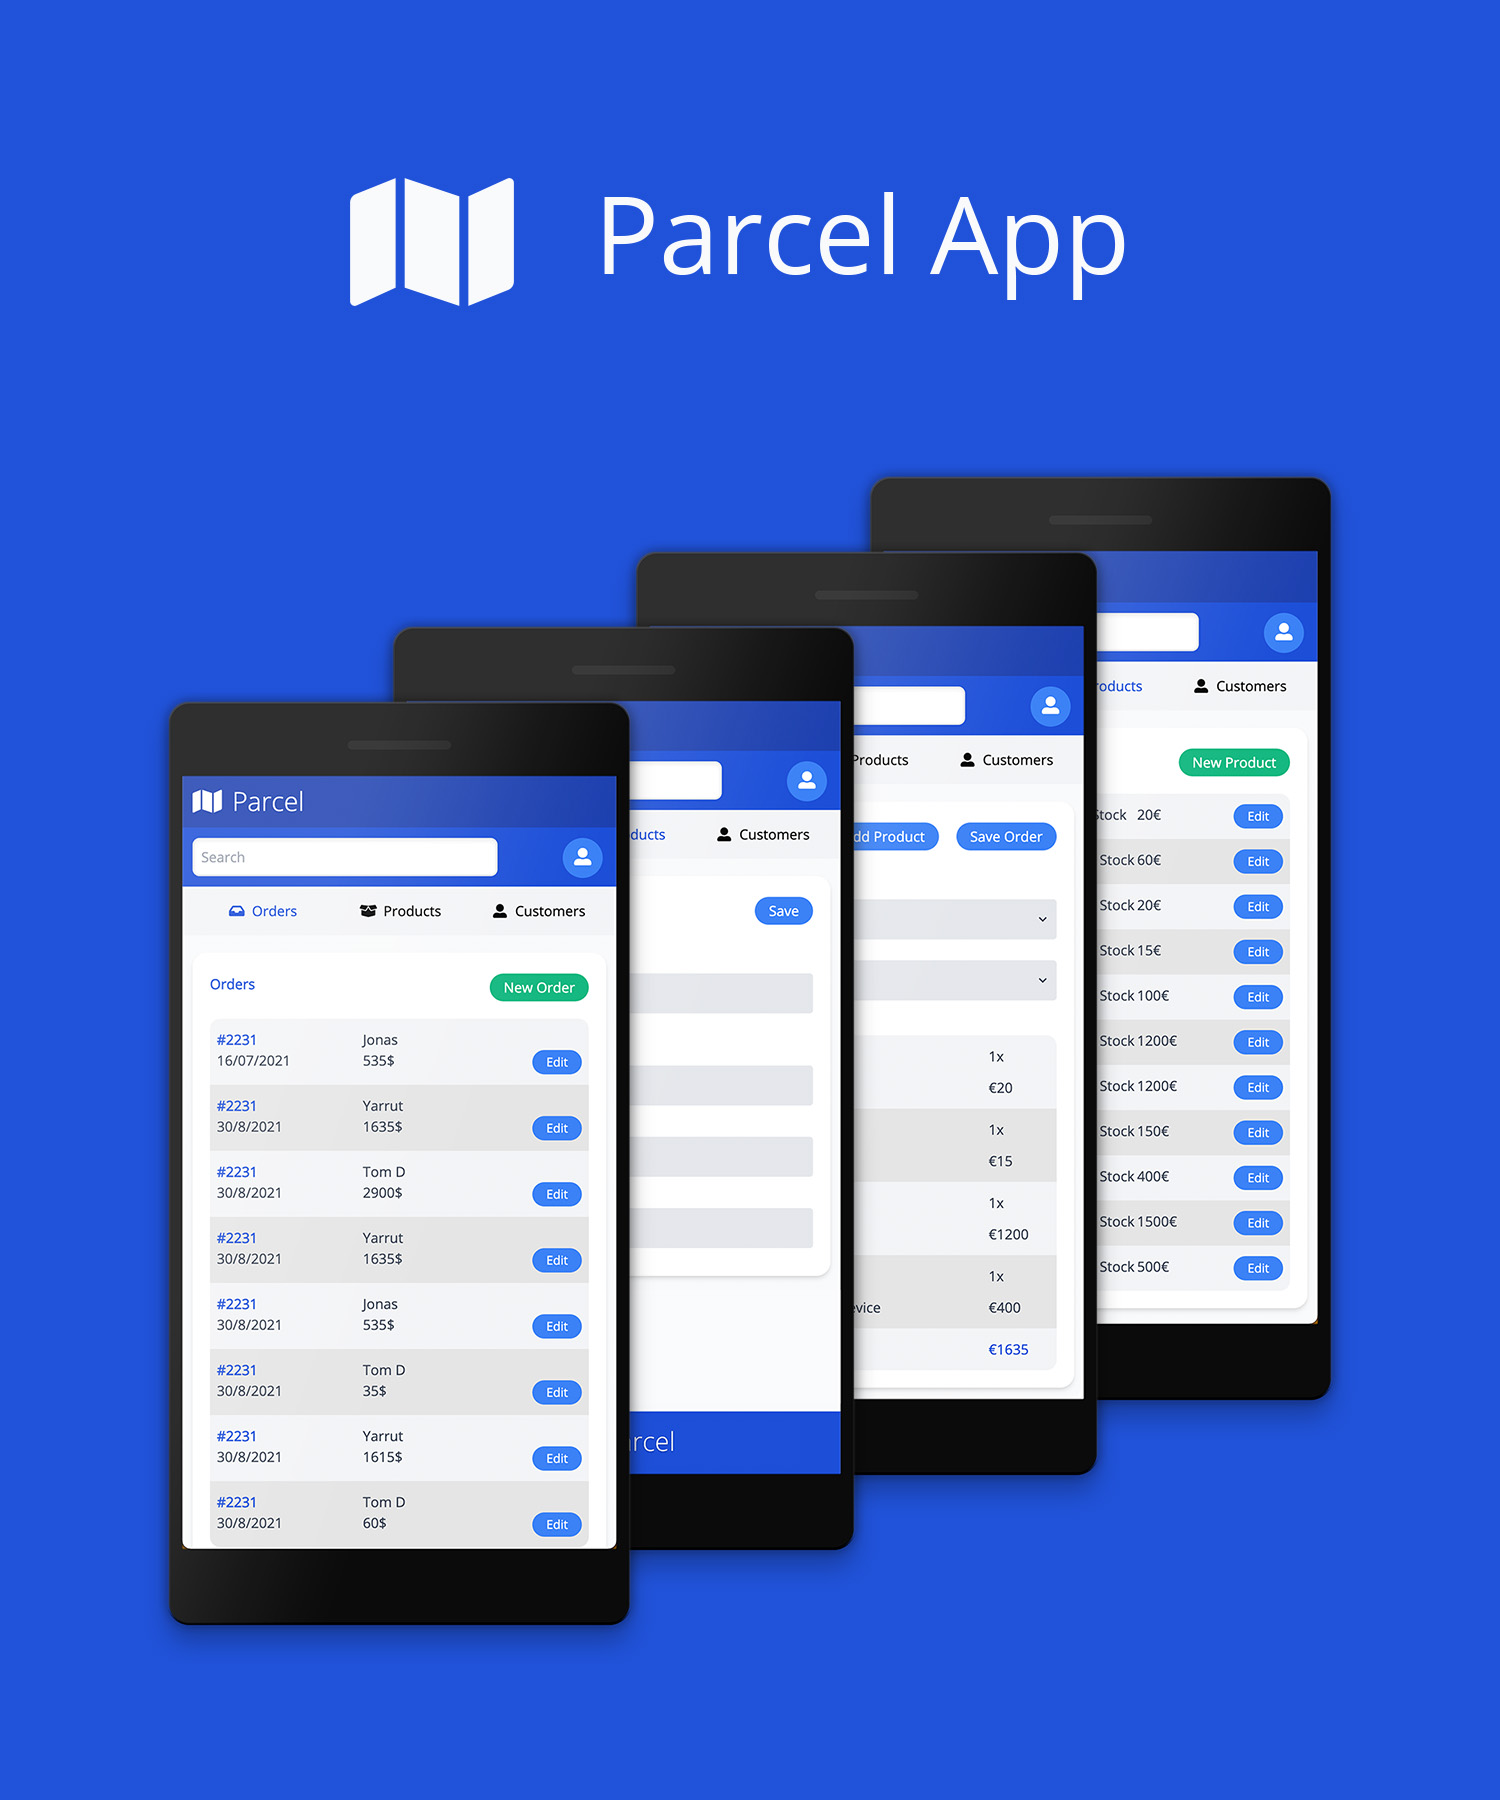 Parcel App
Parcel
Search
Orders Products Customers
Orders New Order
#2231 Jonas
16/07/2021 535$ Edit
#2231 Yarrut
30/8/2021 1635$ Edit
#2231 Tom D
30/8/2021 2900$ Edit
#2231 Yarrut
30/8/2021 1635$ Edit
#2231 Jonas
30/8/2021 535$ Edit
#2231 Tom D
30/8/2021 35$ Edit
#2231 Yarrut
30/8/2021 1615$ Edit
#2231 Tom D
30/8/2021 60$ Edit
Customers
Save
Products Customers
Product Save Order
1x
€20
1x
€15
1x
€1200
1x
€400
€1635
Customers
New Product
Stock 20€ Edit
Stock 60€ Edit
Stock 20€ Edit
Stock 15€ Edit
Stock 100€ Edit
Stock 1200€ Edit
Stock 1200€ Edit
Stock 150€ Edit
Stock 400€ Edit
Stock 1500€ Edit
Stock 500€ Edit